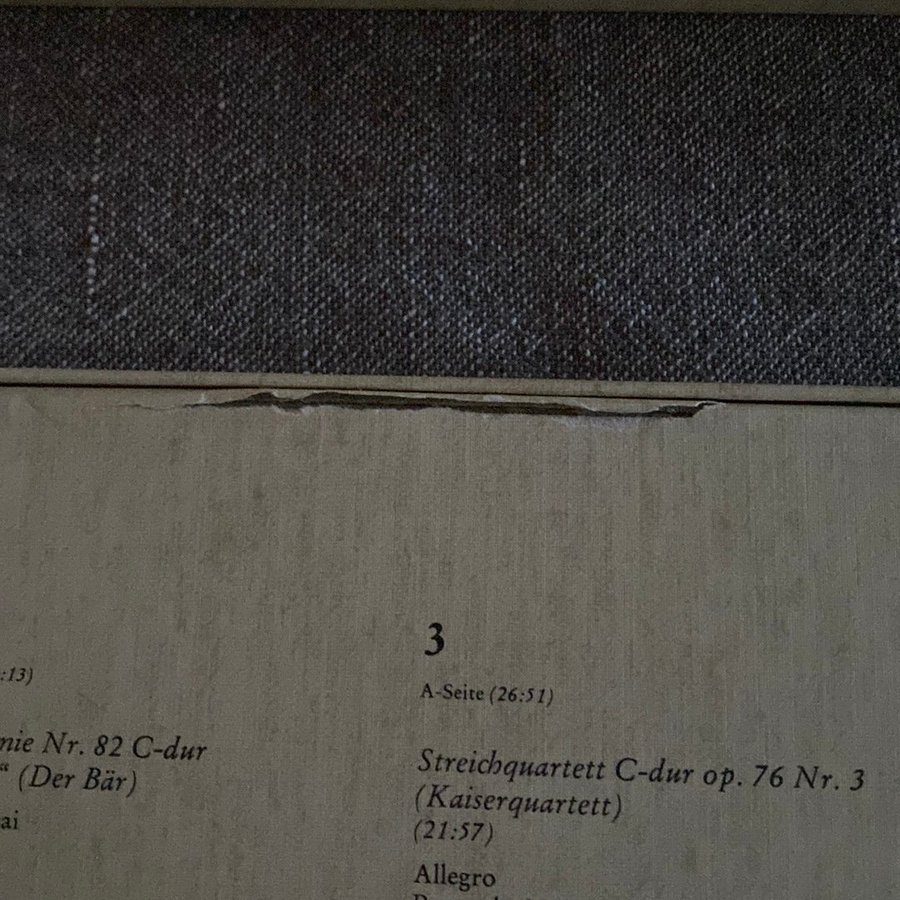 :13)
nie Nr. 82 C-dur
“ (Der Bär)
ai
3
A-Seite (26:51)
Streichquartett C-dur op. 76 Nr. 3
(Kaiserquartett)
(21:57)
Allegro